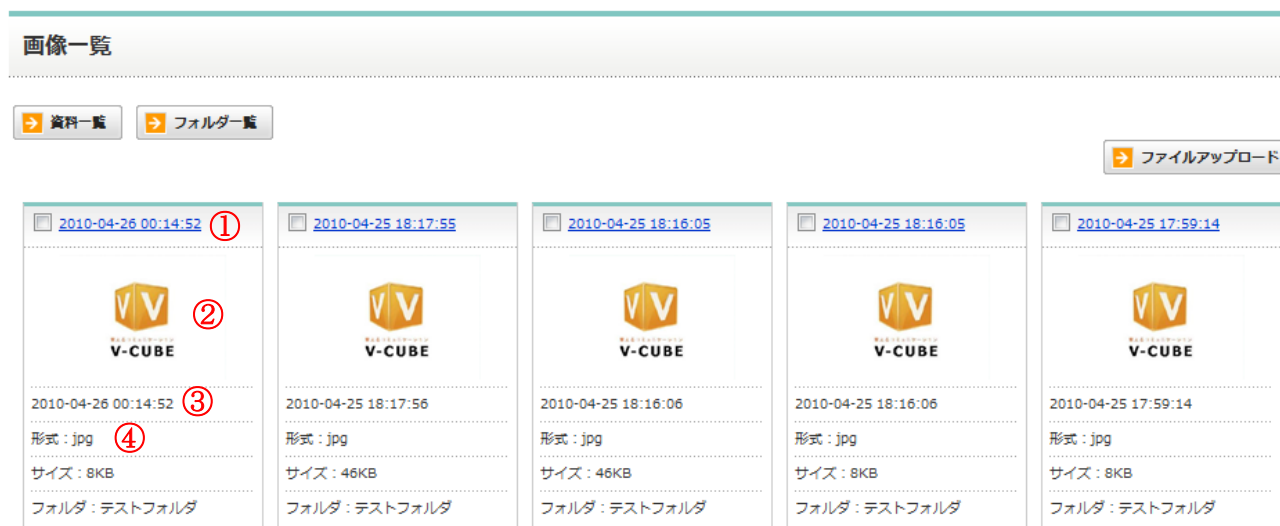 画像一覧
資料一覧 フォルダ一覧
ファイルアップロード
2010-04-26 00:14:52 ① 2010-04-25 18:17:55 2010-04-25 18:16:05 2010-04-25 18:16:05 2010-04-25 17:59:14
②
V-CUBE V-CUBE V-CUBE V-CUBE V-CUBE
2010-04-26 00:14:52 ③ 2010-04-25 18:17:56 2010-04-25 18:16:06 2010-04-25 18:16:06 2010-04-25 17:59:14
形式:jpg ④ 形式:jpg 形式:jpg 形式:jpg 形式:jpg
サイズ:8KB サイズ:46KB サイズ:46KB サイズ:8KB サイズ:8KB
フォルダ:テストフォルダ フォルダ:テストフォルダ フォルダ:テストフォルダ フォルダ:テストフォルダ フォルダ:テストフォルダ